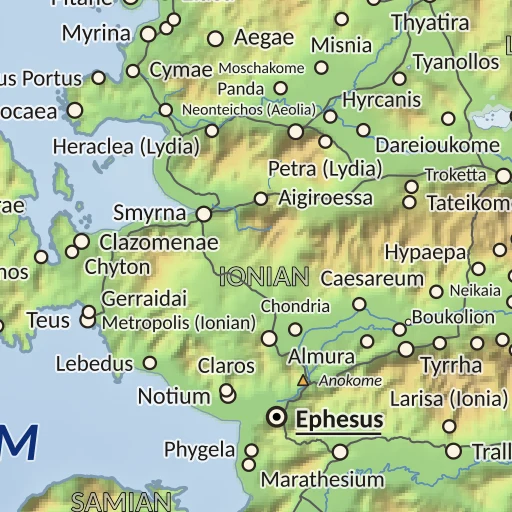 Myrina
Aegae
Thyatira
Misnia
Tyanollos
us Portus
Cymae
Moschakome
Panda
Hyrcanis
ocaea
Neonteichos (Aeolia)
Dareioukome
Heraclea (Lydia)
Petra (Lydia)
Troketta
Aigiroessa
Tateikom
Smyrna
Clazomenae
Hypaepa
Chyton
IONIAN
Caesareum
Neikaia
Gerraidai
Chondria
Boukolion
Teus
Metropolis (Ionian)
Lebedus
Claros
Almura
Tyrrha
Anokome
Notium
Larisa (Ionia)
Ephesus
M
Phygela
Trall
Marathesium
SAMIAN